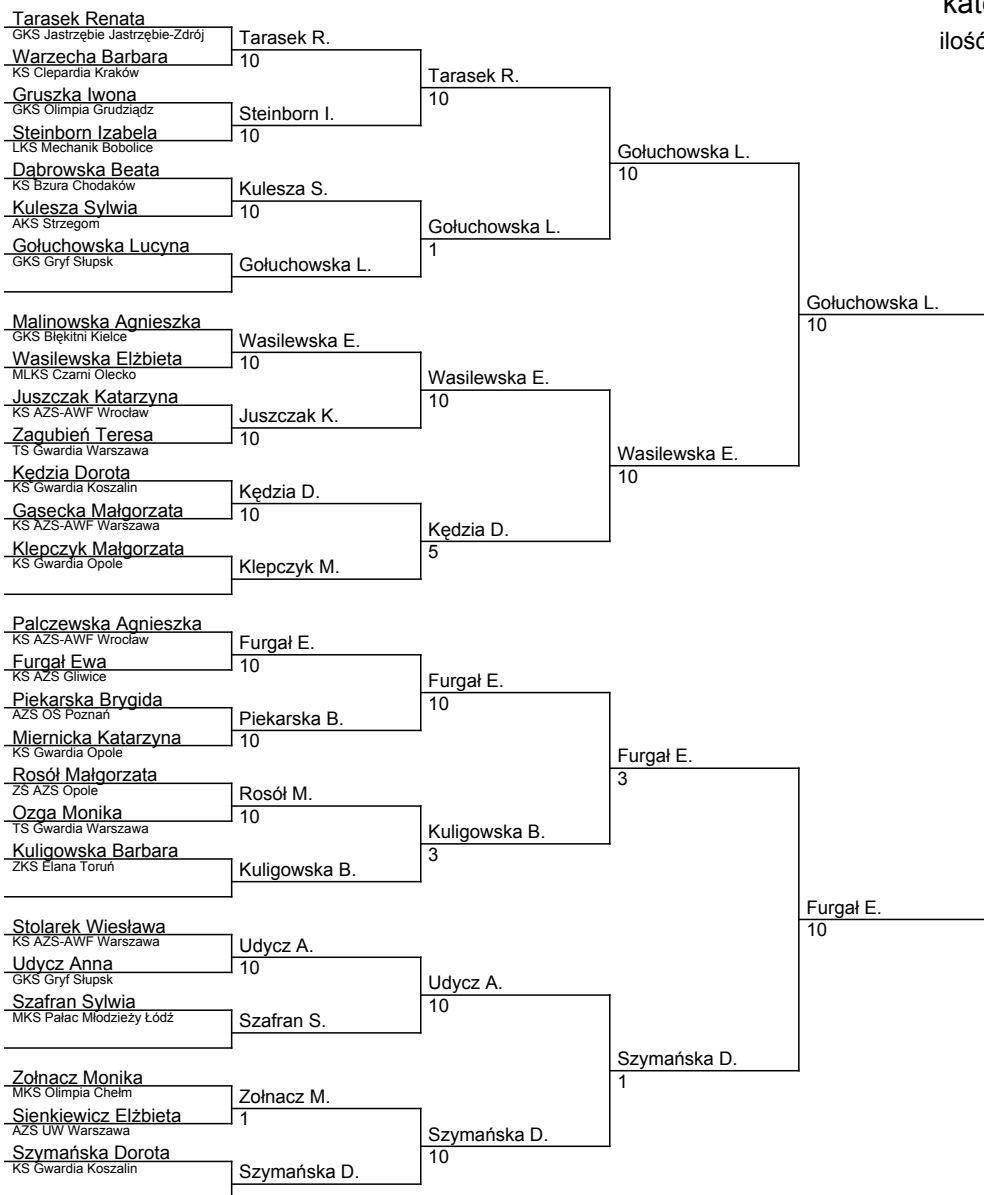 kat
ilość
Tarasek Renata
GKS Jastrzębie Jastrzębie-Zdrój
Warzecha Barbara
KS Clepardia Kraków
Gruszka Iwona
GKS Olimpia Grudziądz
Steinborn Izabela
LKS Mechanik Bobolice
Dąbrowska Beata
KS Bzura Chodaków
Kulesza Sylwia
AKS Strzegom
Gołuchowska Lucyna
GKS Gryf Słupsk
Malinowska Agnieszka
GKS Błękitni Kielce
Wasilewska Elżbieta
MLKS Czarni Olecko
Juszczak Katarzyna
KS AZS-AWF Wrocław
Zagubień Teresa
TS Gwardia Warszawa
Kędzia Dorota
KS Gwardia Koszalin
Gąsecka Małgorzata
KS AZS-AWF Warszawa
Klepczyk Małgorzata
KS Gwardia Opole
Palczewska Agnieszka
KS AZS-AWF Wrocław
Furgał Ewa
KS AZS Gliwice
Piekarska Brygida
AZS OŚ Poznań
Miernicka Katarzyna
KS Gwardia Opole
Rosół Małgorzata
ZŚ AZS Opole
Ozga Monika
TS Gwardia Warszawa
Kuligowska Barbara
ZKS Elana Toruń
Stolarek Wiesława
KS AZS-AWF Warszawa
Udycz Anna
GKS Gryf Słupsk
Szafran Sylwia
MKS Pałac Młodzieży Łódź
Zołnacz Monika
MKS Olimpia Chełm
Sienkiewicz Elżbieta
AZS UW Warszawa
Szymańska Dorota
KS Gwardia Koszalin
Tarasek R.
10
Steinborn I.
10
Kulesza S.
10
Gołuchowska L.
Wasilewska E.
10
Juszczak K.
10
Kędzia D.
10
Klepczyk M.
Furgał E.
10
Piekarska B.
10
Rosół M.
10
Kuligowska B.
Udycz A.
10
Szafran S.
Zołnacz M.
1
Szymańska D.
Tarasek R.
10
Gołuchowska L.
1
Wasilewska E.
10
Kędzia D.
5
Furgał E.
10
Kuligowska B.
3
Udycz A.
10
Szymańska D.
10
Gołuchowska L.
10
Wasilewska E.
10
Furgał E.
3
Szymańska D.
1
Gołuchowska L.
10
Furgał E.
10